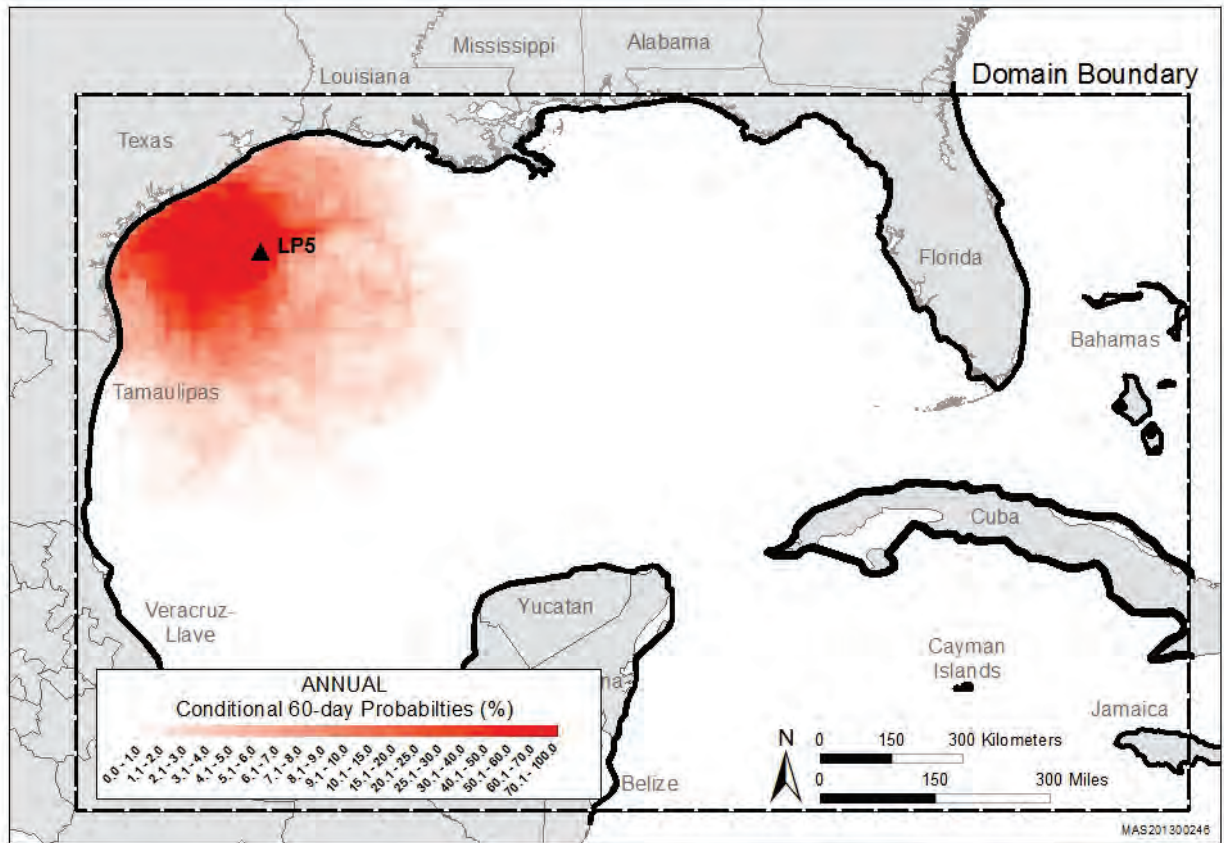 Mississippi
Alabama
Louisiana
Domain Boundary
Texas
LP5
Florida
Bahamas
Tamaulipas
Cuba
Yucatan
Veracruz-
Llave
Cayman
Islands
na
ANNUAL
Conditional 60-day Probabilties (%)
0.0 - 1.0
1.1 - 2.0
2.1 - 3.0
3.1 - 4.0
4.1 - 5.0
5.1 - 6.0
6.1 - 7.0
7.1 - 8.0
8.1 - 9.0
9.1 - 10.0
10.1 - 15.0
15.1 - 20.0
20.1 - 25.0
25.1 - 30.0
30.1 - 40.0
40.1 - 50.0
50.1 - 60.0
60.1 - 70.0
70.1 - 100.0
Jamaica
N
0 150 300 Kilometers
0 150 300 Miles
Belize
MAS201300246